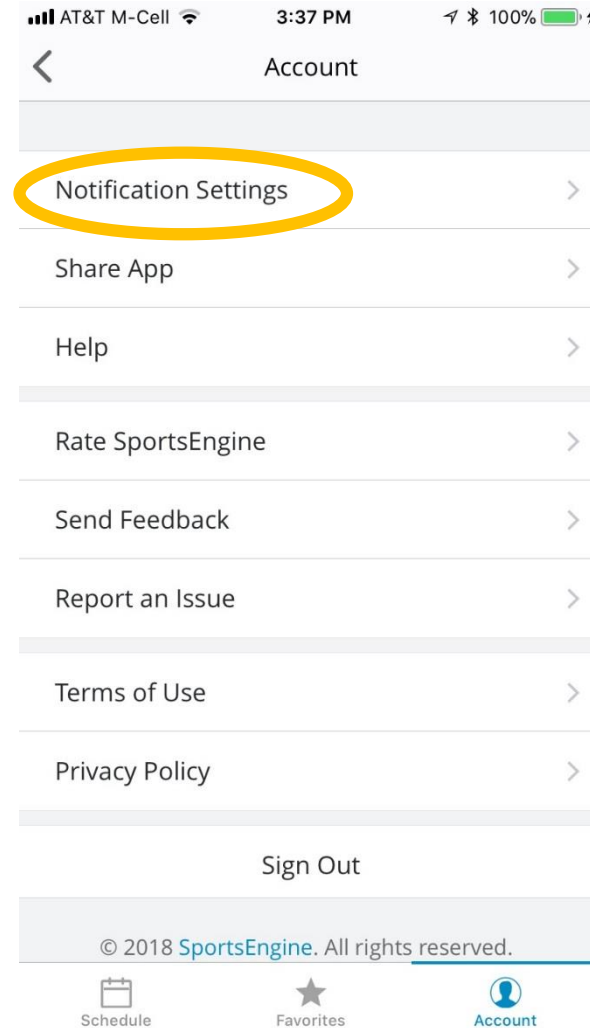 AT&T M-Cell 3:37 PM 100%
Account
Notification Settings
Share App
Help
Rate SportsEngine
Send Feedback
Report an Issue
Terms of Use
Privacy Policy
Sign Out
© 2018 SportsEngine. All rights reserved.
Schedule Favorites Account